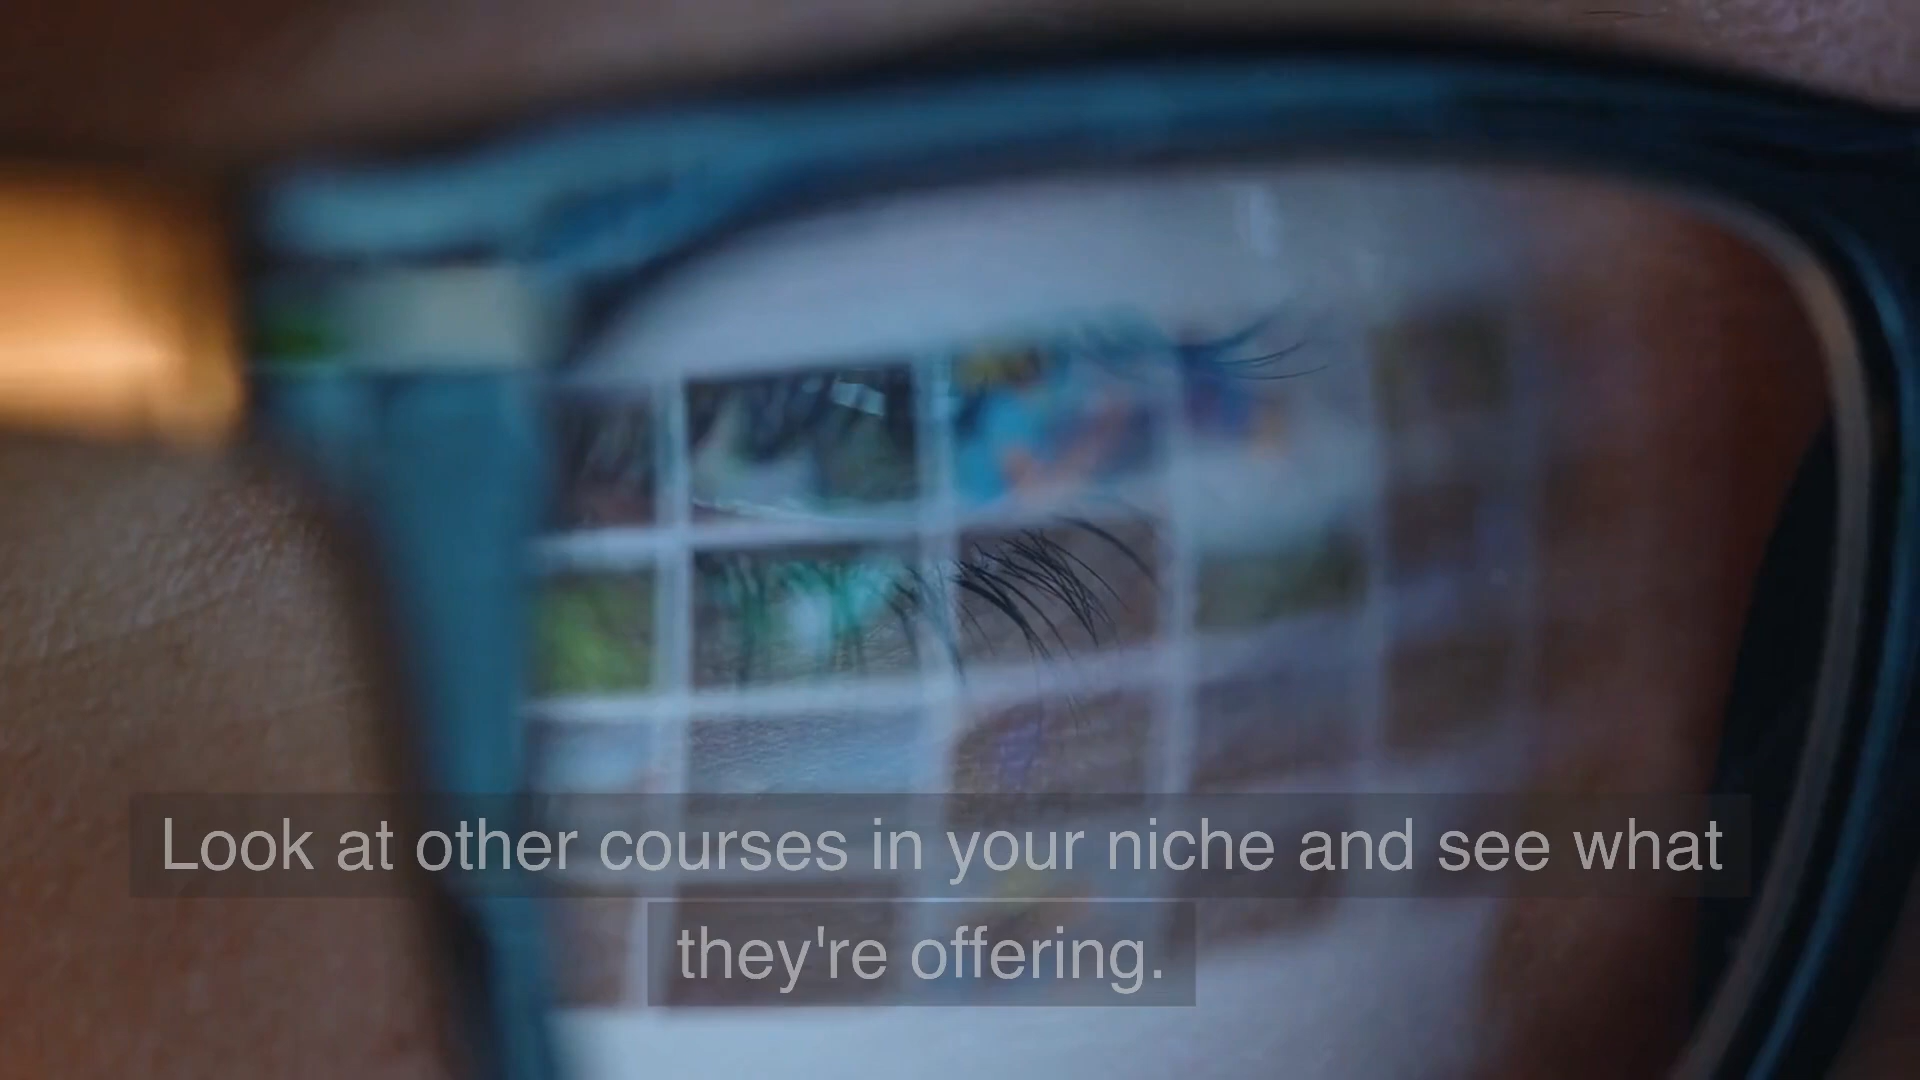 Look at other courses in your niche and see what
they're offering.